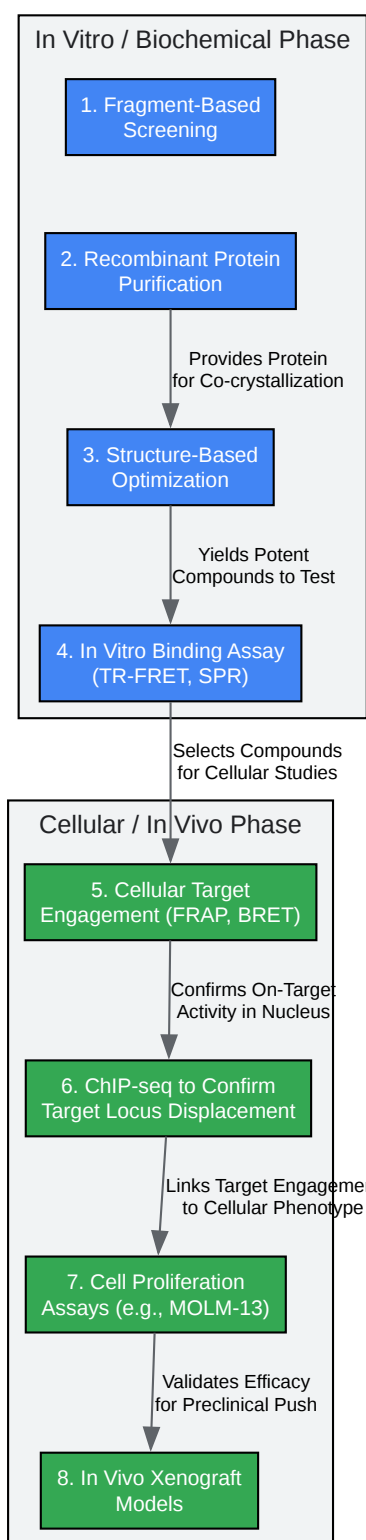 In Vitro / Biochemical Phase
1. Fragment-Based
Screening
2. Recombinant Protein
Purification
Provides Protein
for Co-crystallization
3. Structure-Based
Optimization
Yields Potent
Compounds to Test
4. In Vitro Binding Assay
(TR-FRET, SPR)
Selects Compounds
for Cellular Studies
Cellular / In Vivo Phase
5. Cellular Target
Engagement (FRAP, BRET)
Confirms On-Target
Activity in Nucleus
6. ChIP-seq to Confirm
Target Locus Displacement
Links Target Engageme
to Cellular Phenotype
7. Cell Proliferation
Assays (e.g., MOLM-13)
Validates Efficacy
for Preclinical Push
8. In Vivo Xenograft
Models